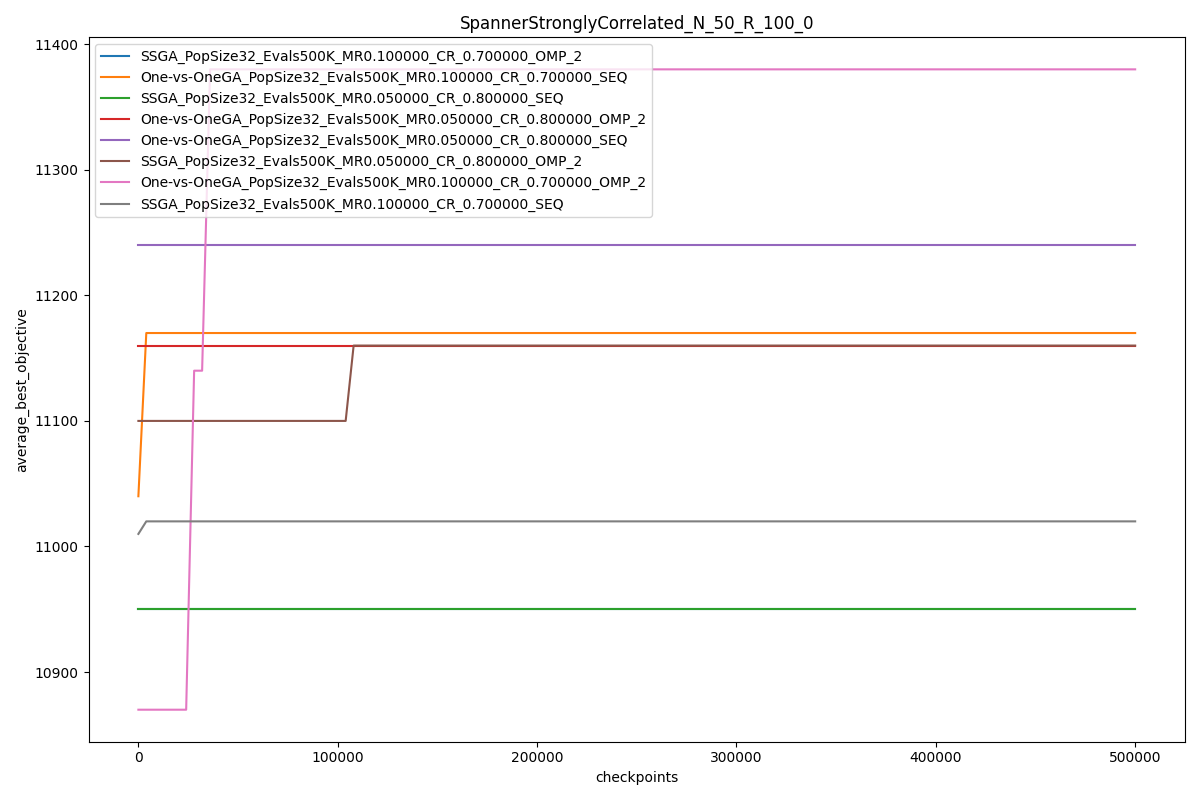 SpannerStronglyCorrelated_N_50_R_100_0
SSGA_PopSize32_Evals500K_MR0.100000_CR_0.700000_OMP_2
One-vs-OneGA_PopSize32_Evals500K_MR0.100000_CR_0.700000_SEQ
SSGA_PopSize32_Evals500K_MR0.050000_CR_0.800000_SEQ
One-vs-OneGA_PopSize32_Evals500K_MR0.050000_CR_0.800000_OMP_2
One-vs-OneGA_PopSize32_Evals500K_MR0.050000_CR_0.800000_SEQ
SSGA_PopSize32_Evals500K_MR0.050000_CR_0.800000_OMP_2
One-vs-OneGA_PopSize32_Evals500K_MR0.100000_CR_0.700000_OMP_2
SSGA_PopSize32_Evals500K_MR0.100000_CR_0.700000_SEQ
average_best_objective
11400
11300
11200
11100
11000
10900
0
100000
200000
300000
400000
500000
checkpoints